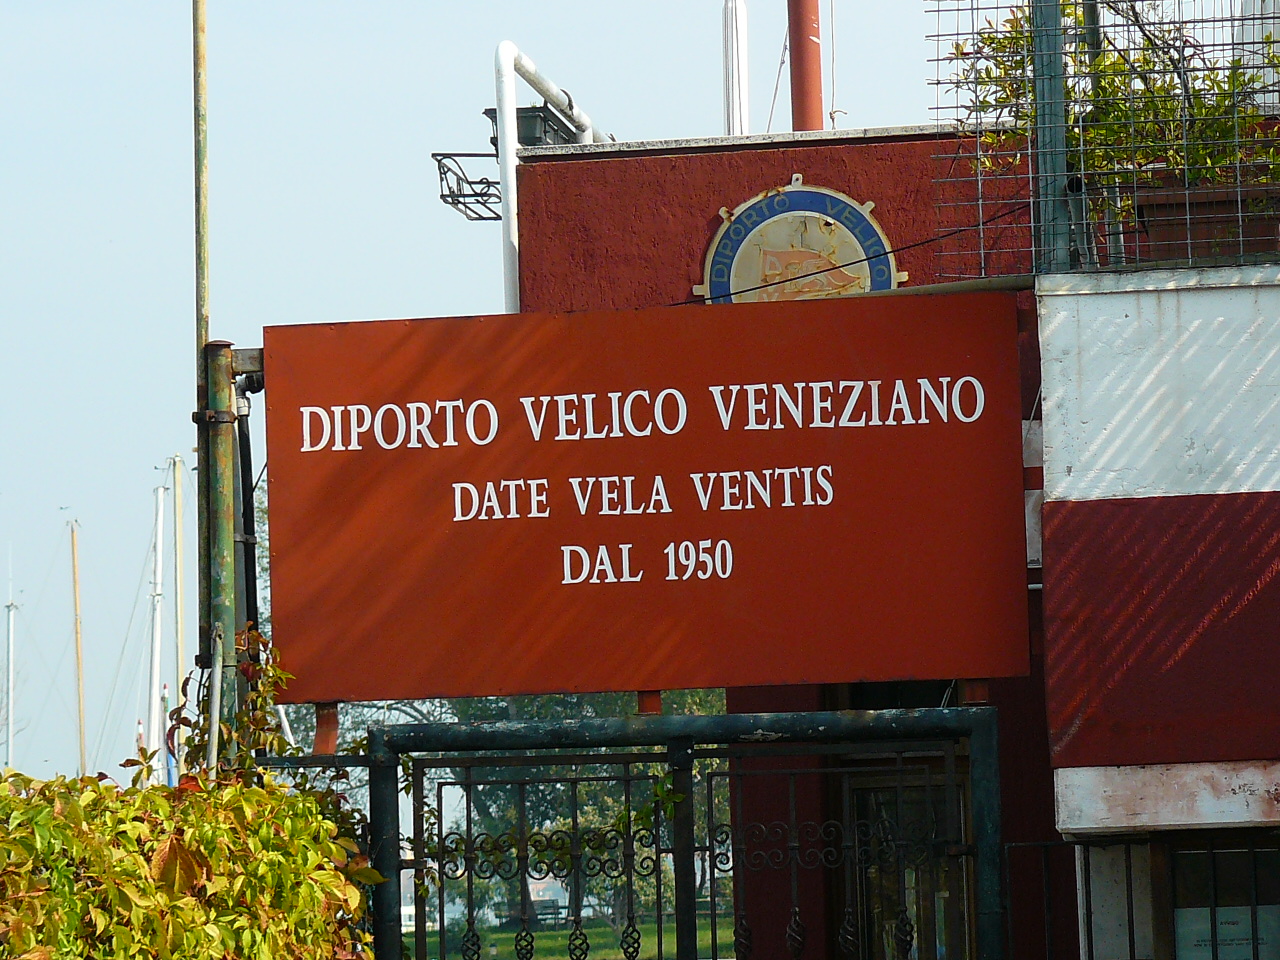 DIPORTO VELICO
DIPORTO VELICO VENEZIANO
DATE VELA VENTIS
DAL 1950